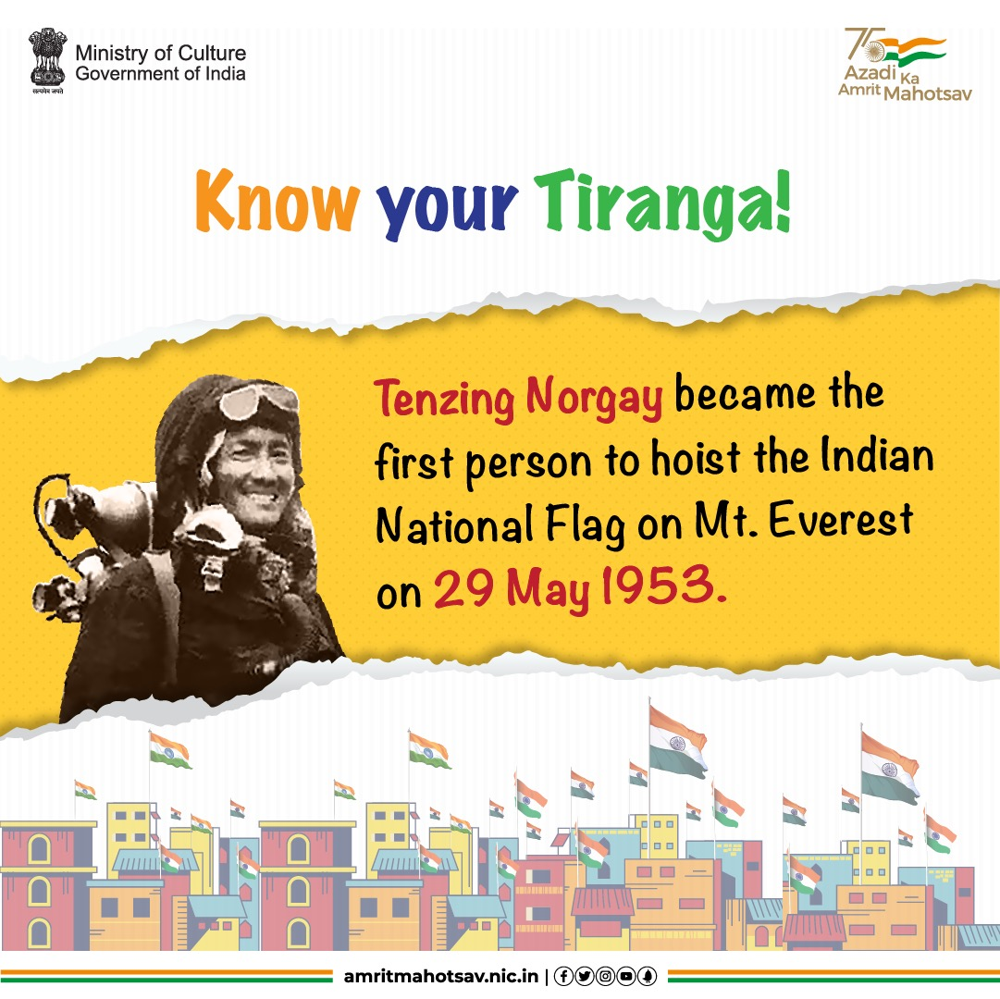 Ministry of Culture
Government of India
सत्यमेव जयते
75
Azadi Ka
Amrit Mahotsav
Know your Tiranga!
Tenzing Norgay became the
first person to hoist the Indian
National Flag on Mt. Everest
on 29 May 1953.
amritmahotsav.nic.in |